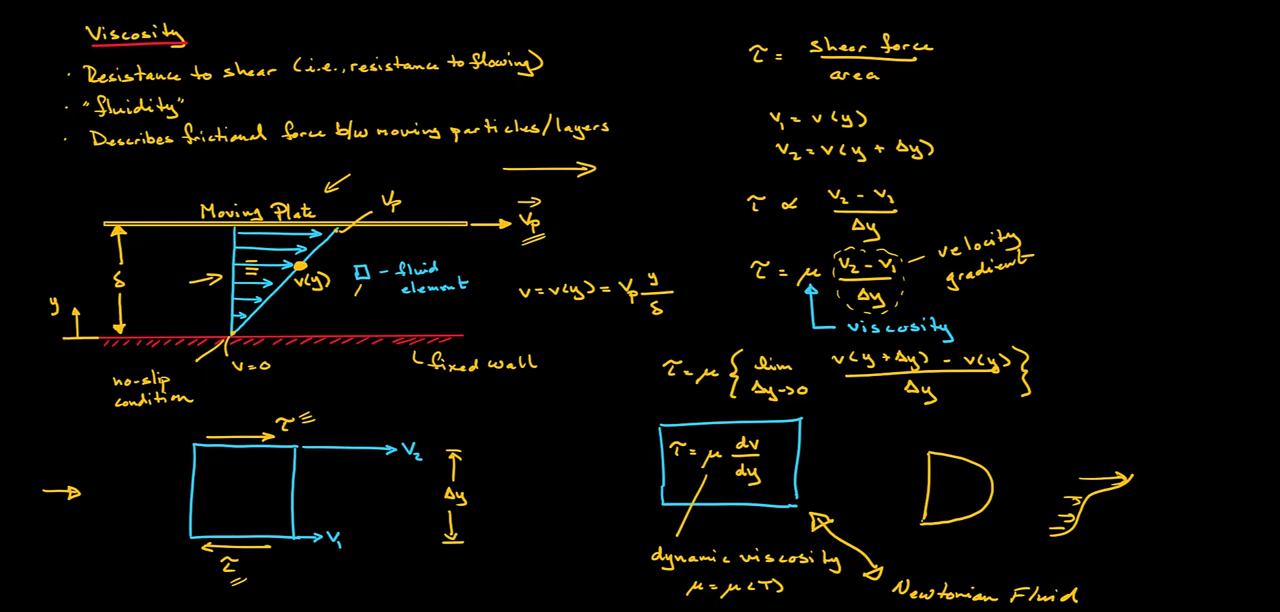 Viscosity
· Resistance to shear (i.e., resistance to flowing)
· "fluidity"
· Describes frictional force b/w moving particles/layers
Moving Plate
Vp
Vp
δ
y
v(y)
- fluid element
v = v(y) = Vp y/δ
no-slip condition
v=0
fixed wall
τ
V2
Δy
V1
τ
τ = shear force / area
v1 = v(y)
v2 = v(y + Δy)
τ ∝ (v2 - v1) / Δy
τ = μ (v2 - v1) / Δy
velocity gradient
viscosity
τ = μ { lim Δy→0 (v(y + Δy) - v(y)) / Δy }
τ = μ dv/dy
dynamic viscosity
μ = μ(T)
Newtonian Fluid